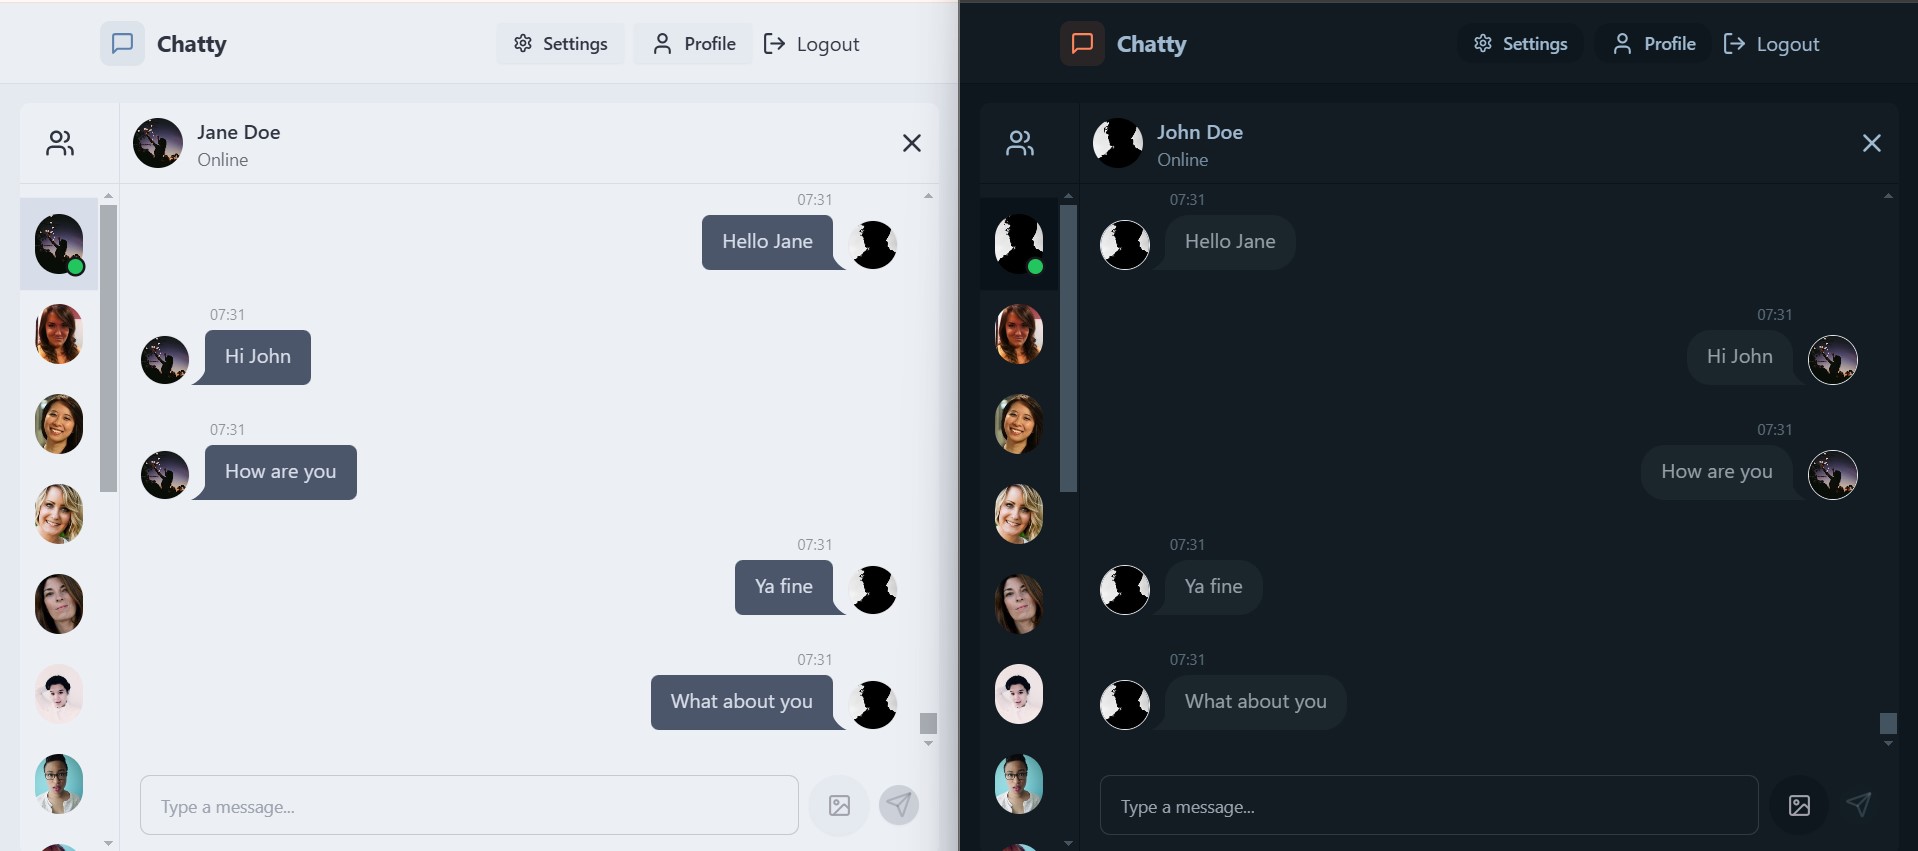 Chatty
Settings
Profile
Logout
Jane Doe
Online
07:31
Hello Jane
07:31
Hi John
07:31
How are you
07:31
Ya fine
07:31
What about you
Type a message...
Chatty
Settings
Profile
Logout
John Doe
Online
07:31
Hello Jane
07:31
Hi John
07:31
How are you
07:31
Ya fine
07:31
What about you
Type a message...